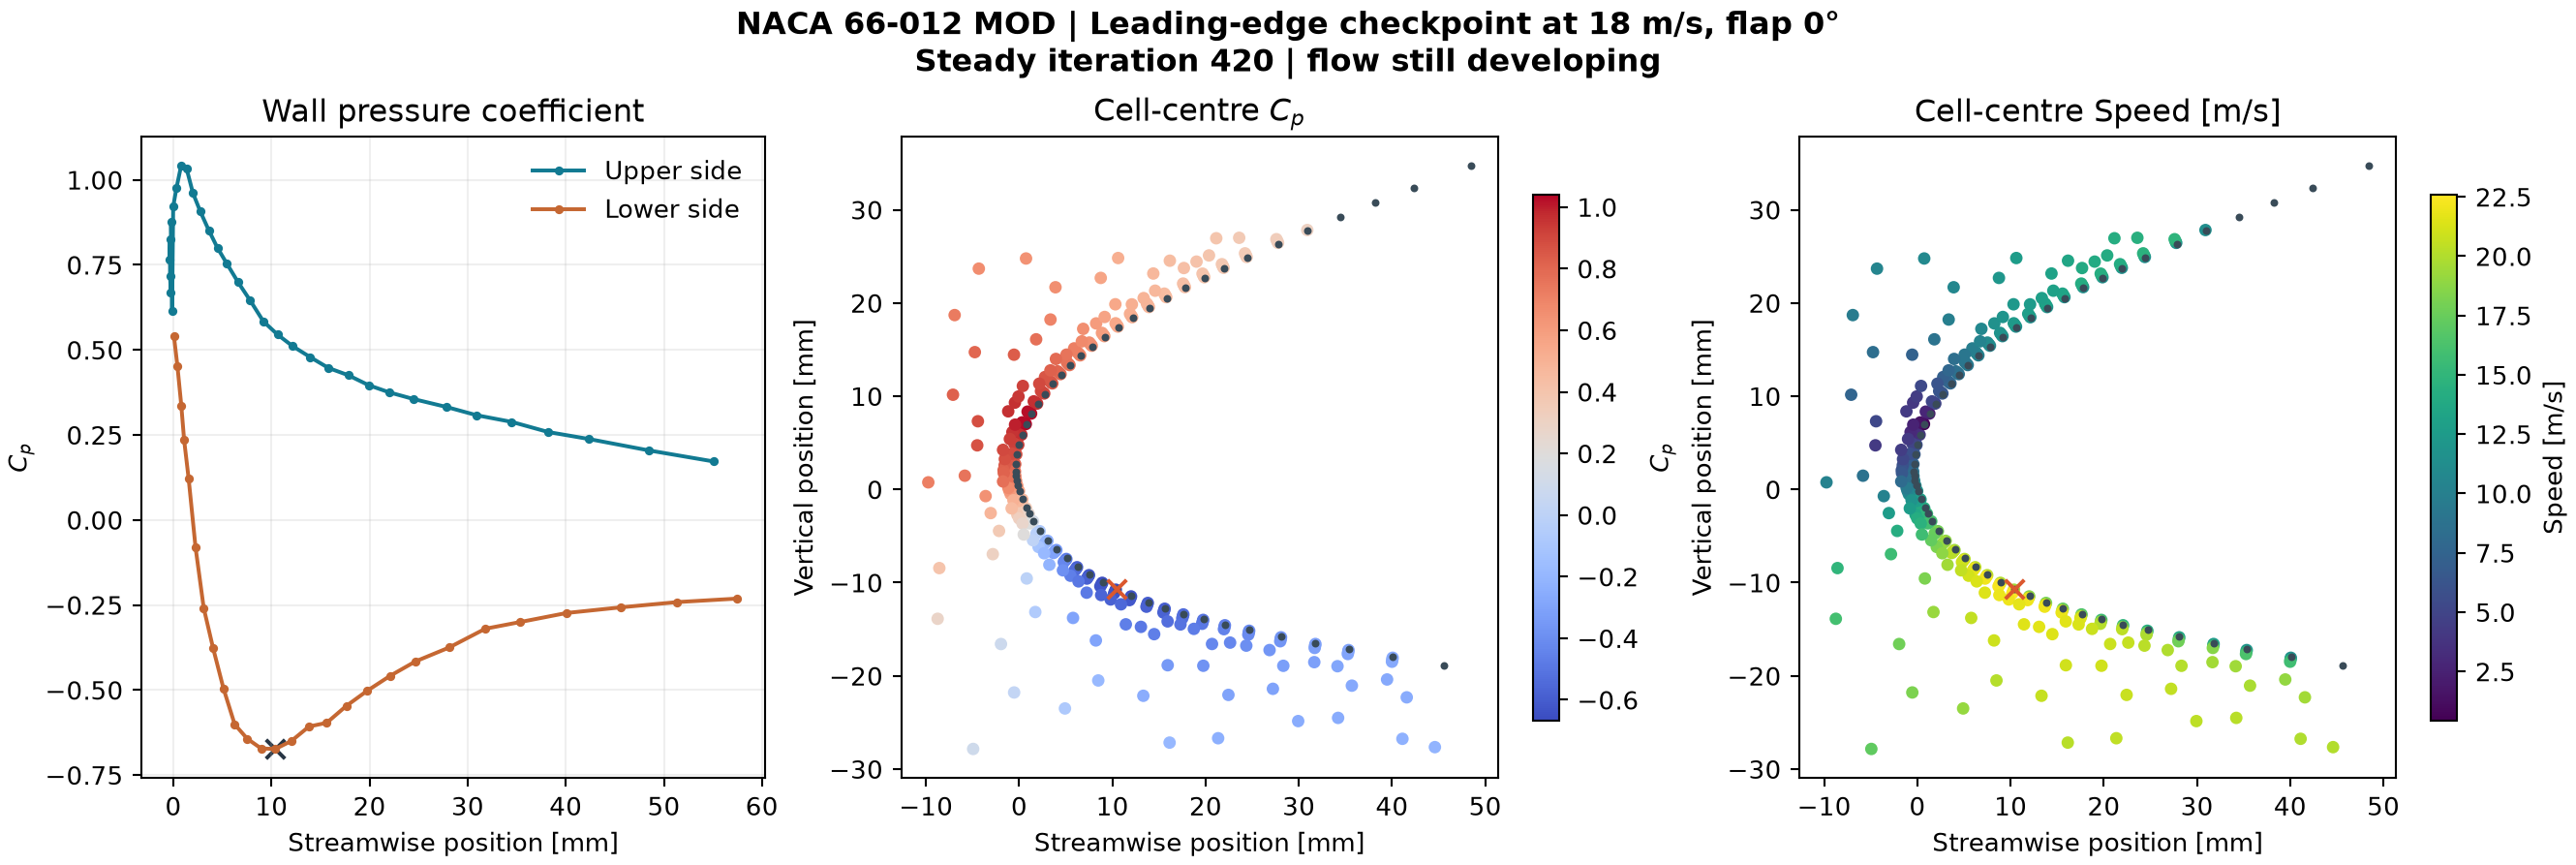 NACA 66-012 MOD | Leading-edge checkpoint at 18 m/s, flap 0°
Steady iteration 420 | flow still developing
Wall pressure coefficient
1.00
0.75
0.50
0.25
0.00
−0.25
−0.50
−0.75
Cp
Upper side
Lower side
0 10 20 30 40 50 60
Streamwise position [mm]
Cell-centre Cp
30
20
10
0
−10
−20
−30
Vertical position [mm]
−10 0 10 20 30 40 50
Streamwise position [mm]
1.0
0.8
0.6
0.4
0.2
0.0
−0.2
−0.4
−0.6
Cp
Cell-centre Speed [m/s]
30
20
10
0
−10
−20
−30
Vertical position [mm]
−10 0 10 20 30 40 50
Streamwise position [mm]
22.5
20.0
17.5
15.0
12.5
10.0
7.5
5.0
2.5
Speed [m/s]